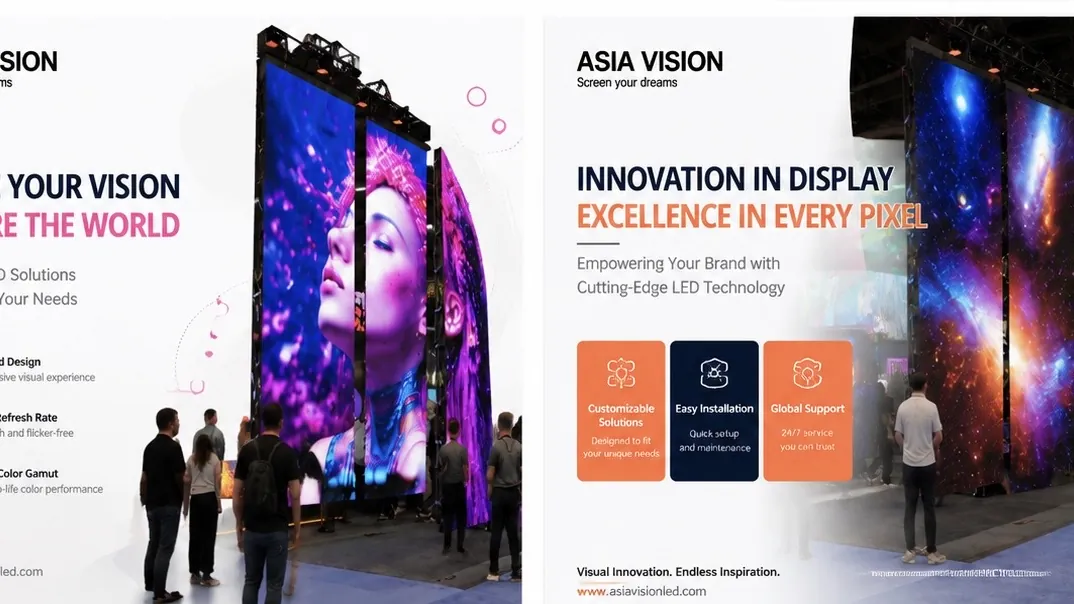 SION
ms
E YOUR VISION
RE THE WORLD
D Solutions
Your Needs
d Design
sive visual experience
Refresh Rate
h and flicker-free
Color Gamut
o-life color performance
led.com
ASIA VISION
Screen your dreams
INNOVATION IN DISPLAY
EXCELLENCE IN EVERY PIXEL
Empowering Your Brand with
Cutting-Edge LED Technology
Customizable
Solutions
Designed to fit
your unique needs
Easy Installation
Quick setup
and maintenance
Global Support
24/7 service
you can trust
Visual Innovation. Endless Inspiration.
www.asiavisionled.com